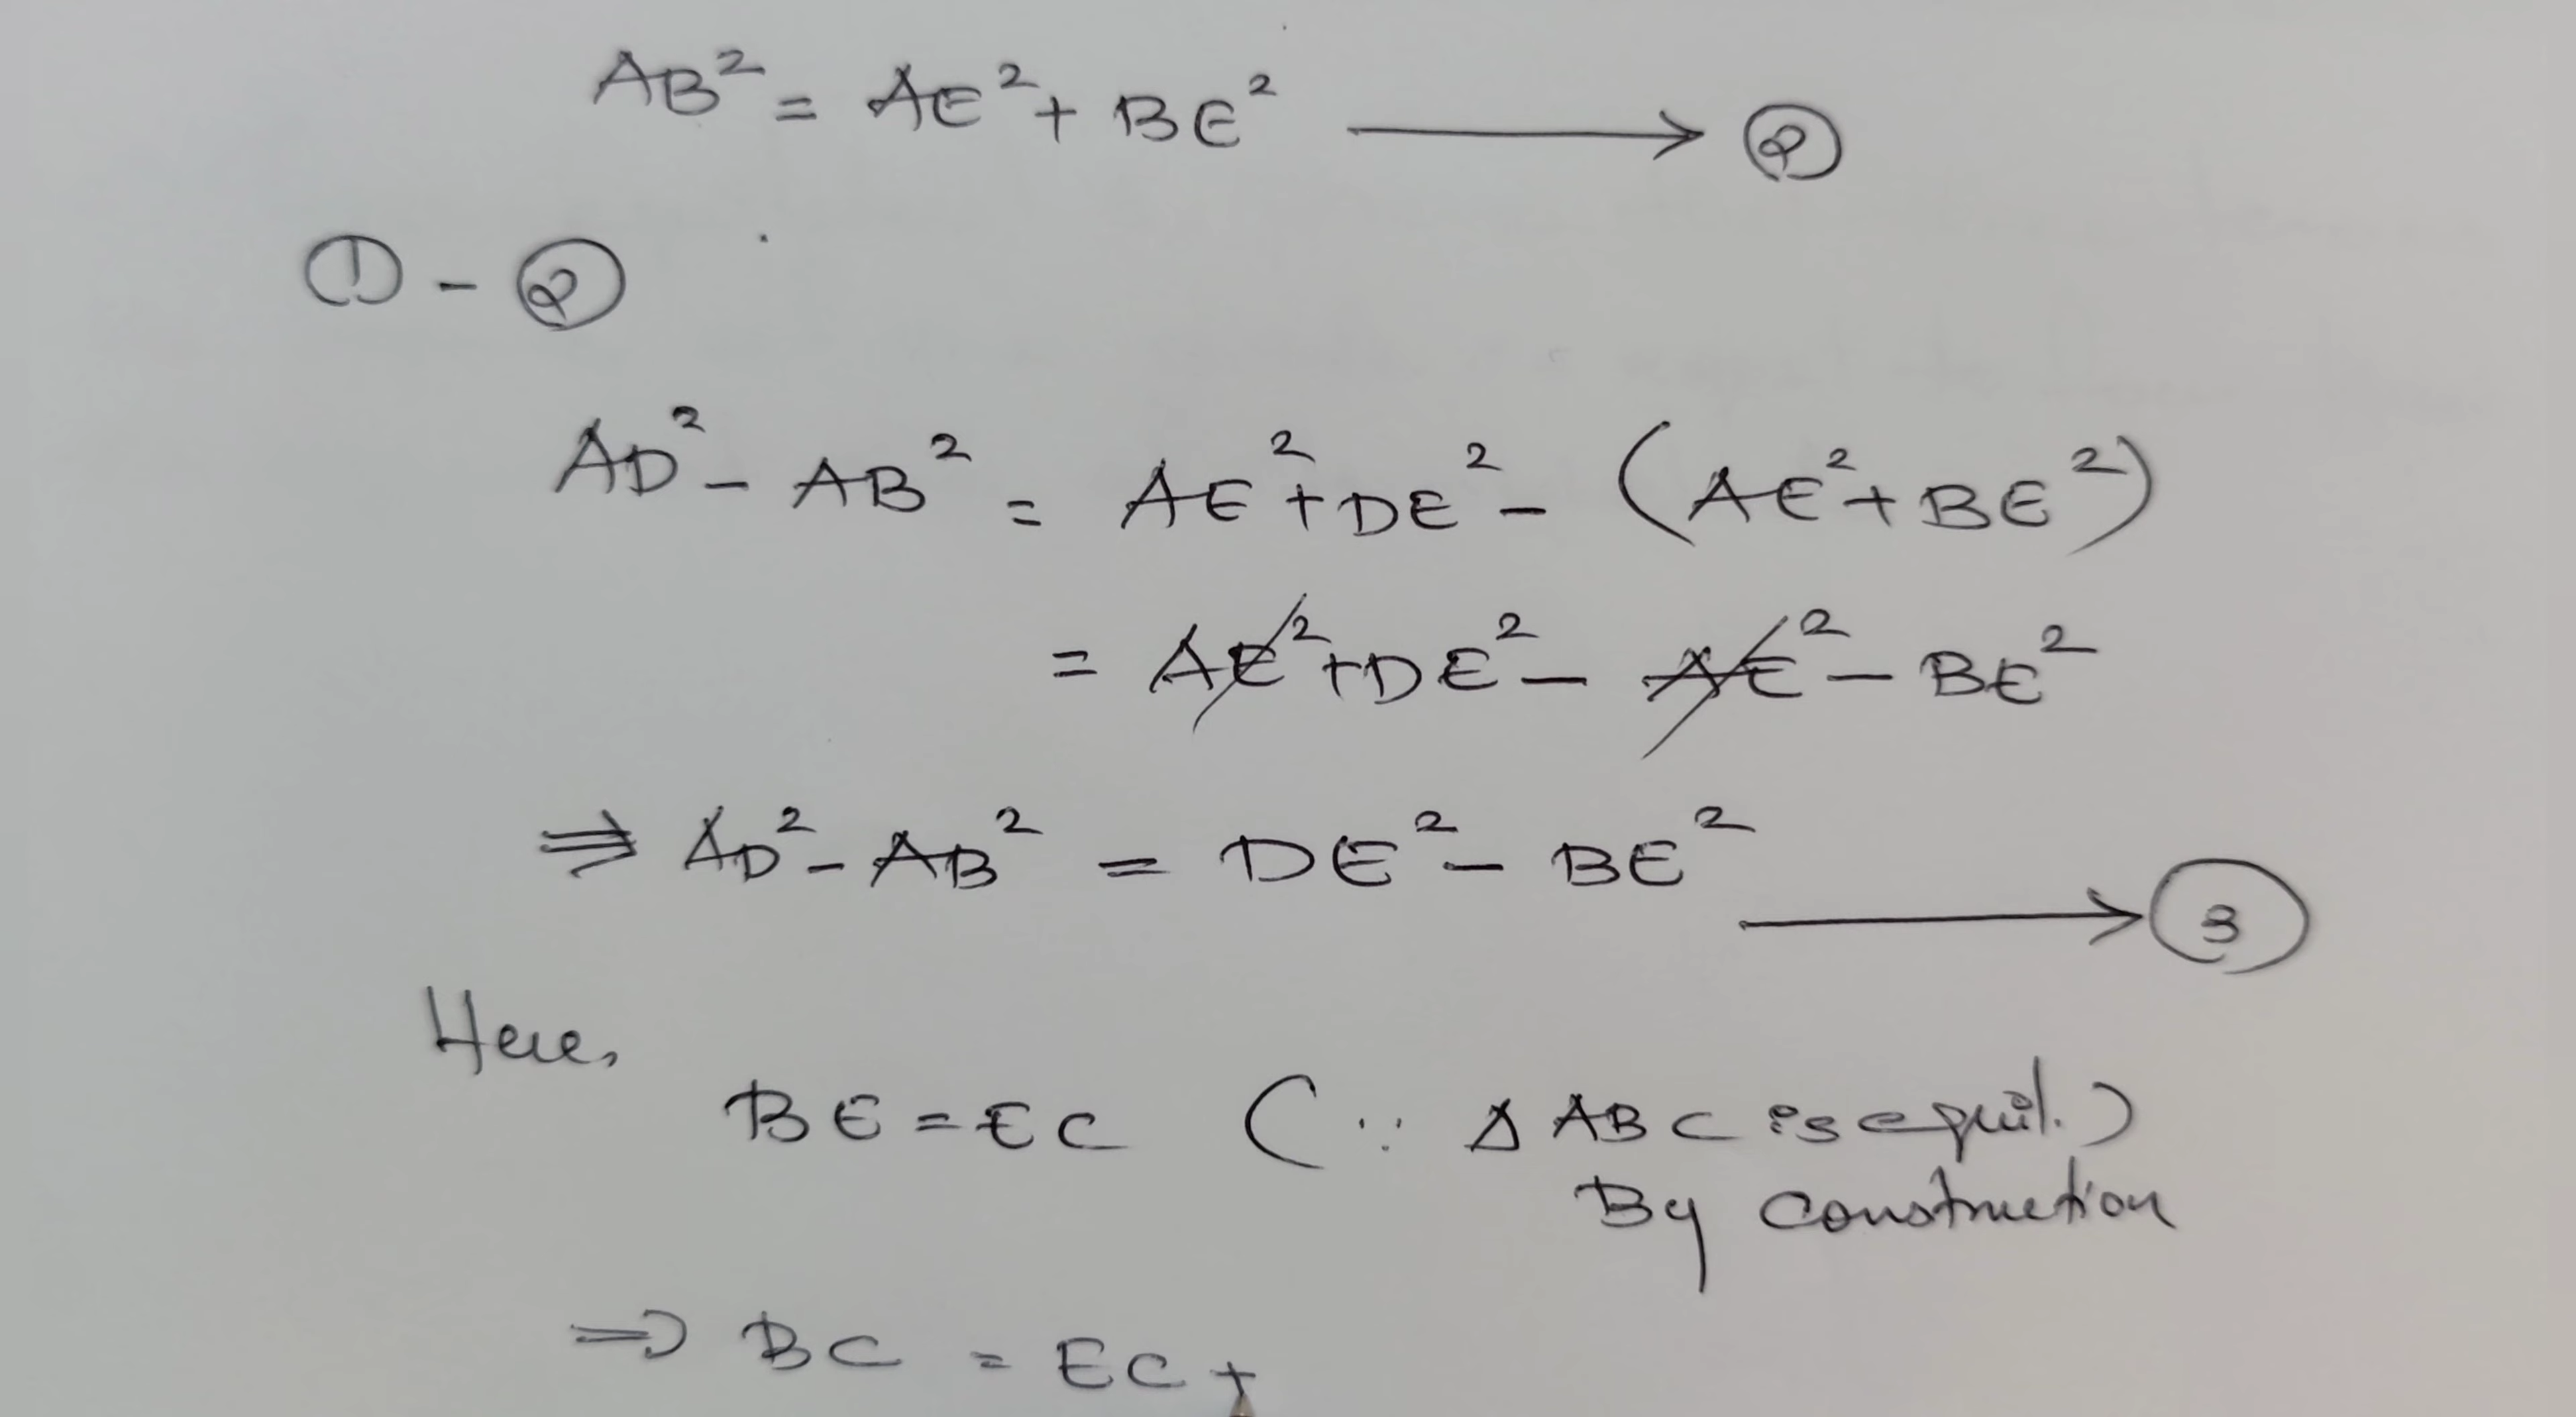 AB² = AE² + BE² ⟶ ②
① - ②
AD² - AB² = AE² + DE² - (AE² + BE²)
= AE² + DE² - AE² - BE²
⇒ AD² - AB² = DE² - BE² ⟶ ③
Here,
BE = EC (∵ Δ ABC is equil.)
By Construction
⇒ BC = EC +